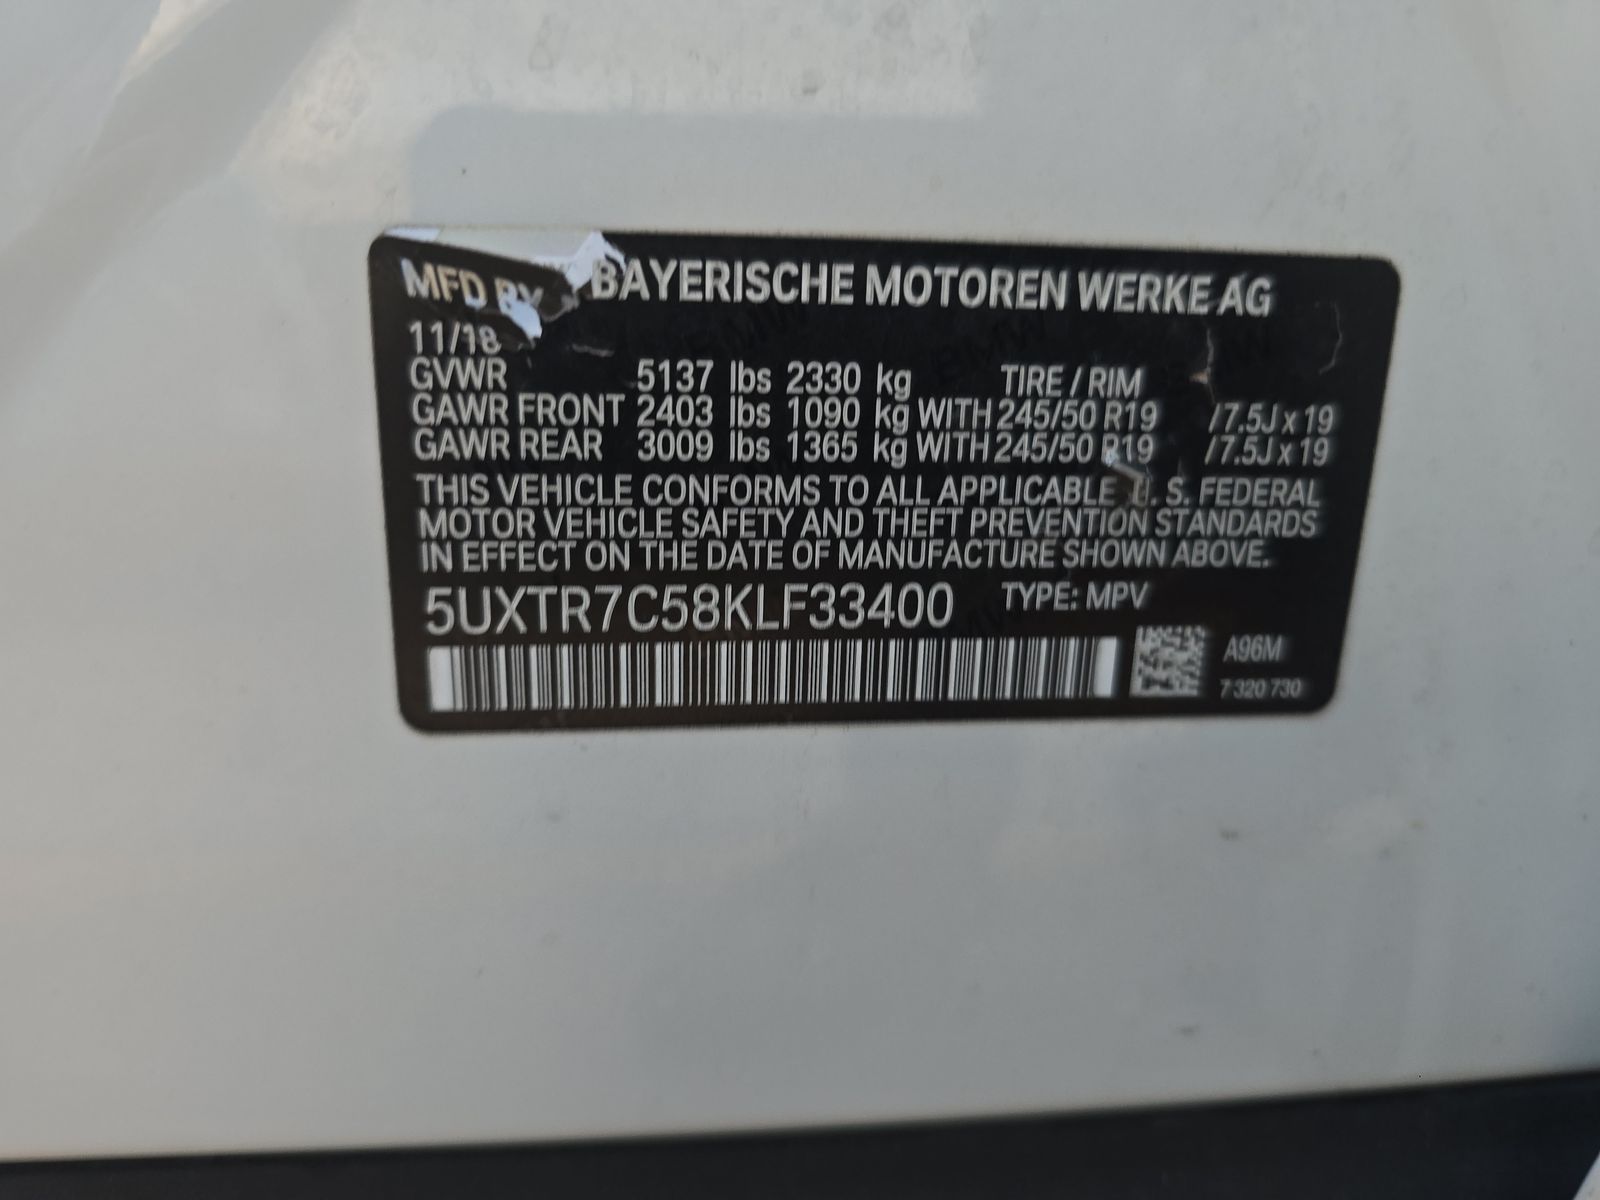 MFD BY BAYERISCHE MOTOREN WERKE AG
11/18
GVWR 5137 lbs 2330 kg TIRE / RIM
GAWR FRONT 2403 lbs 1090 kg WITH 245/50 R19 /7.5J x 19
GAWR REAR 3009 lbs 1365 kg WITH 245/50 R19 /7.5J x 19
THIS VEHICLE CONFORMS TO ALL APPLICABLE U. S. FEDERAL
MOTOR VEHICLE SAFETY AND THEFT PREVENTION STANDARDS
IN EFFECT ON THE DATE OF MANUFACTURE SHOWN ABOVE.
5UXTR7C58KLF33400 TYPE: MPV
A96M
7 320 730